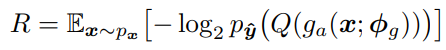 R = 𝔼_{𝒙∼p_𝒙}[−log₂ p_{ŷ}(Q(g_a(𝒙; ϕ_g)))]